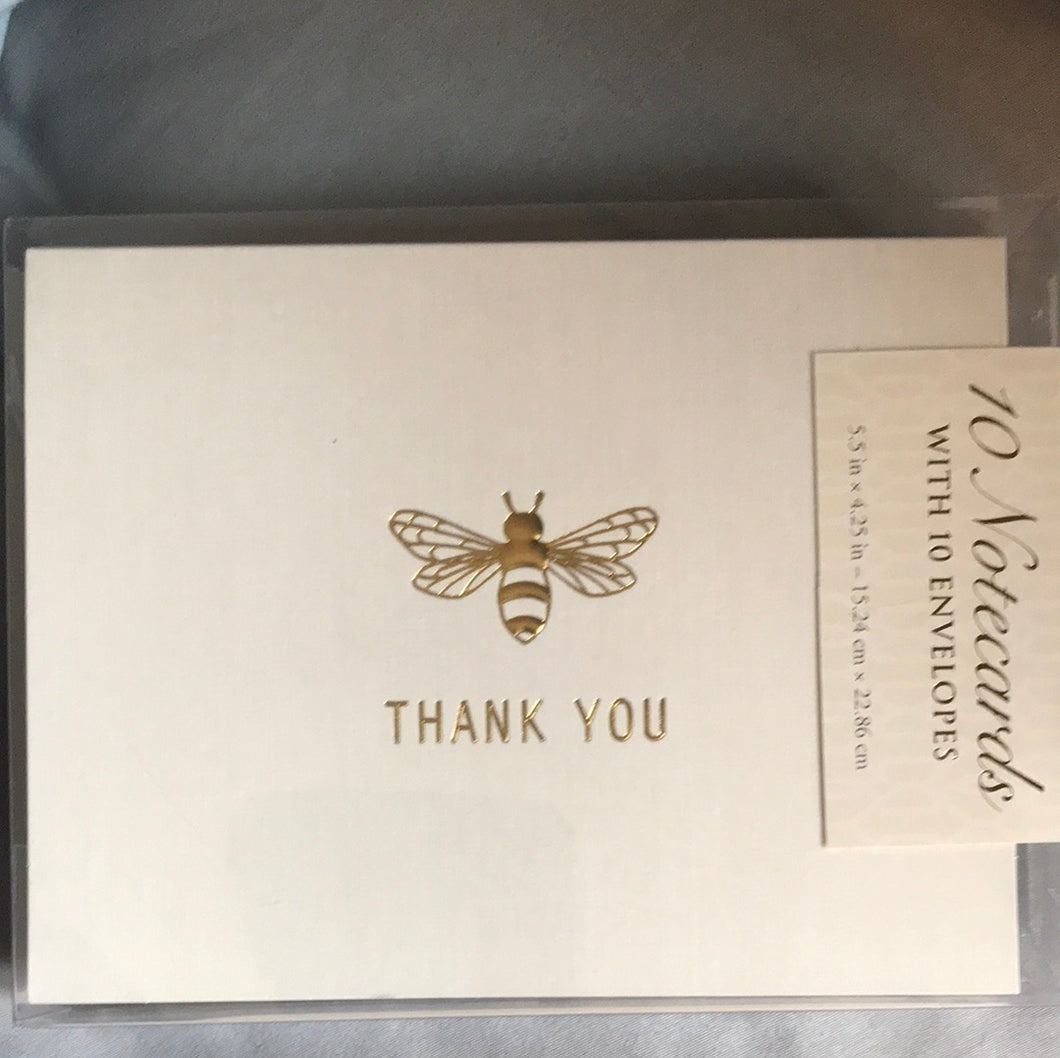 THANK YOU
10 Notecards
WITH 10 ENVELOPES
5.5 in x 4.25 in – 15.24 cm x 22.86 cm